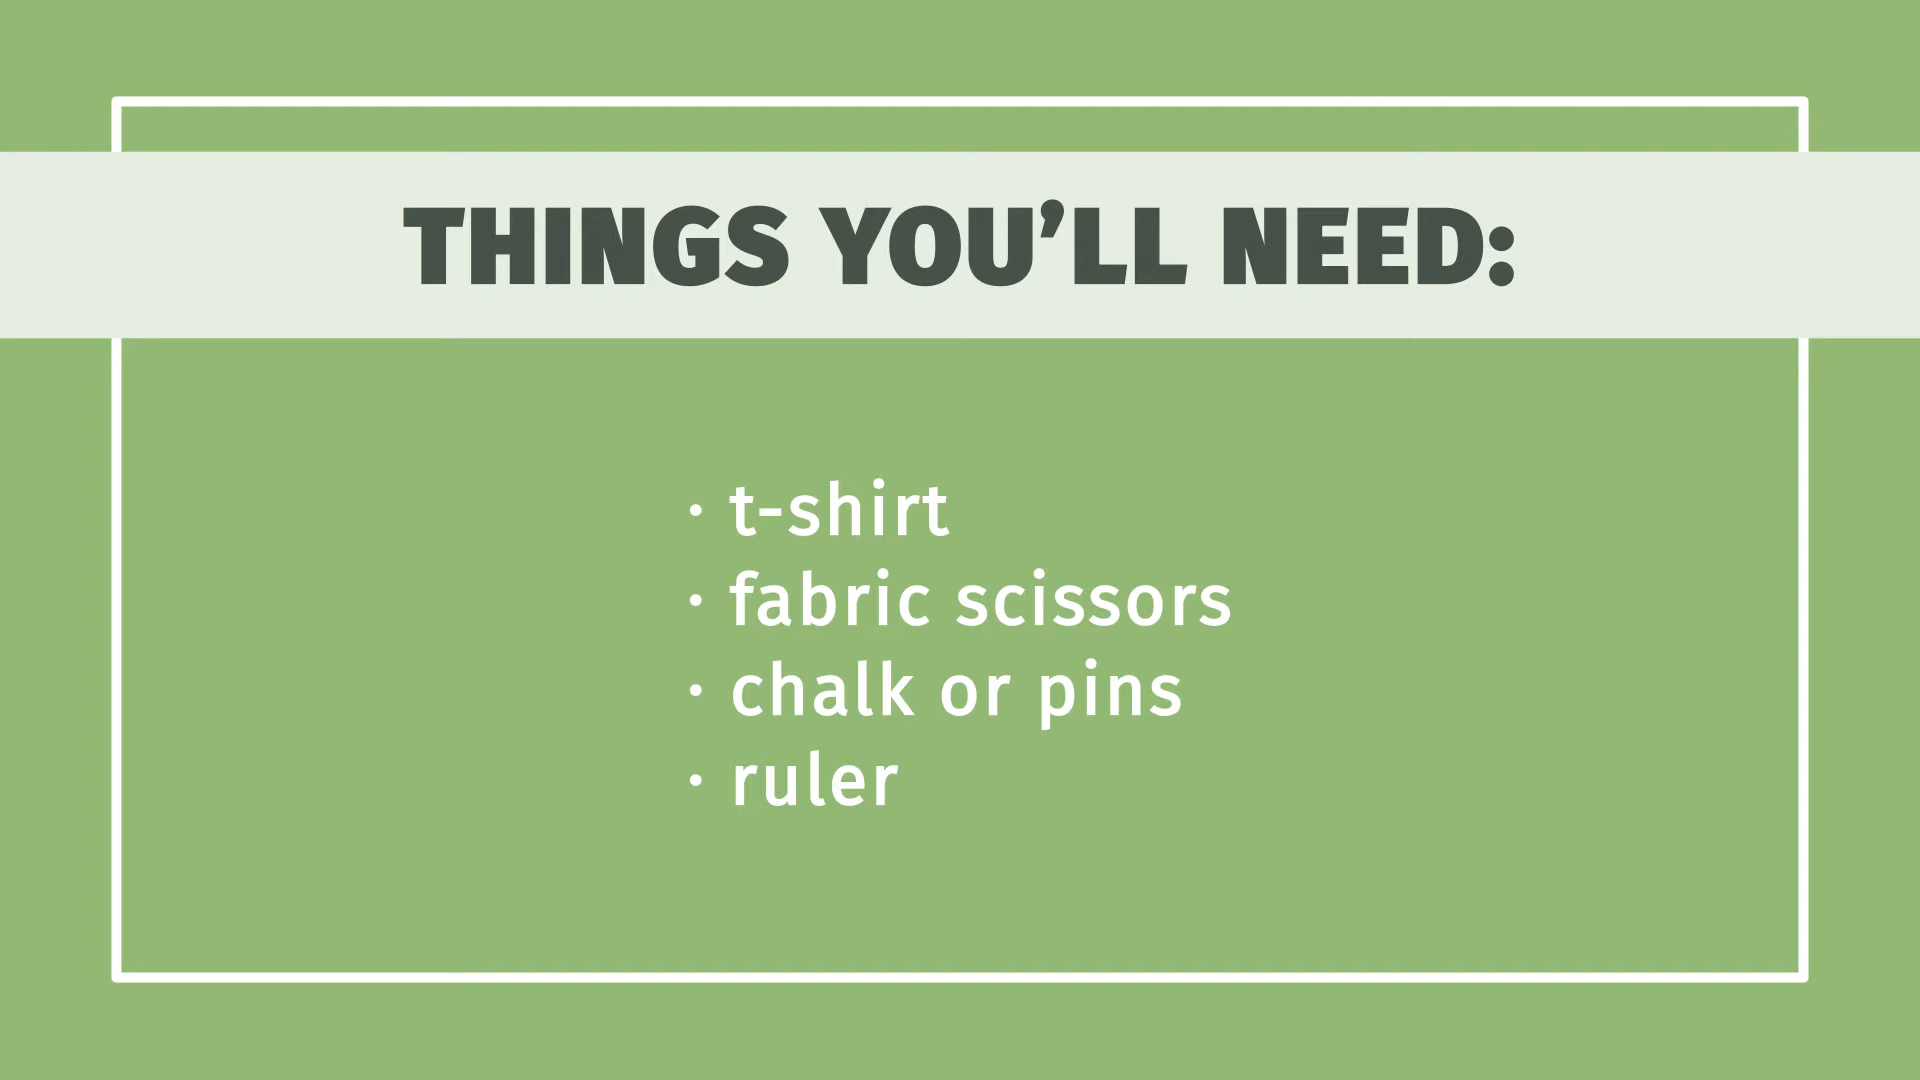 THINGS YOU’LL NEED:
· t-shirt
· fabric scissors
· chalk or pins
· ruler